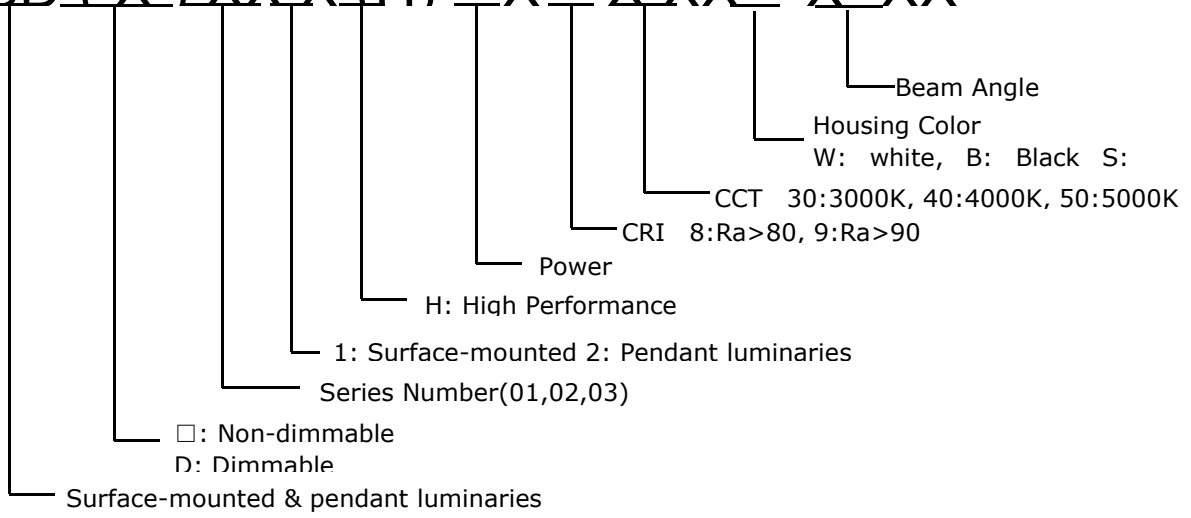 Beam Angle
Housing Color
W: white, B: Black S:
CCT 30:3000K, 40:4000K, 50:5000K
CRI 8:Ra>80, 9:Ra>90
Power
H: High Performance
1: Surface-mounted 2: Pendant luminaries
Series Number(01,02,03)
□: Non-dimmable
D: Dimmable
Surface-mounted & pendant luminaries